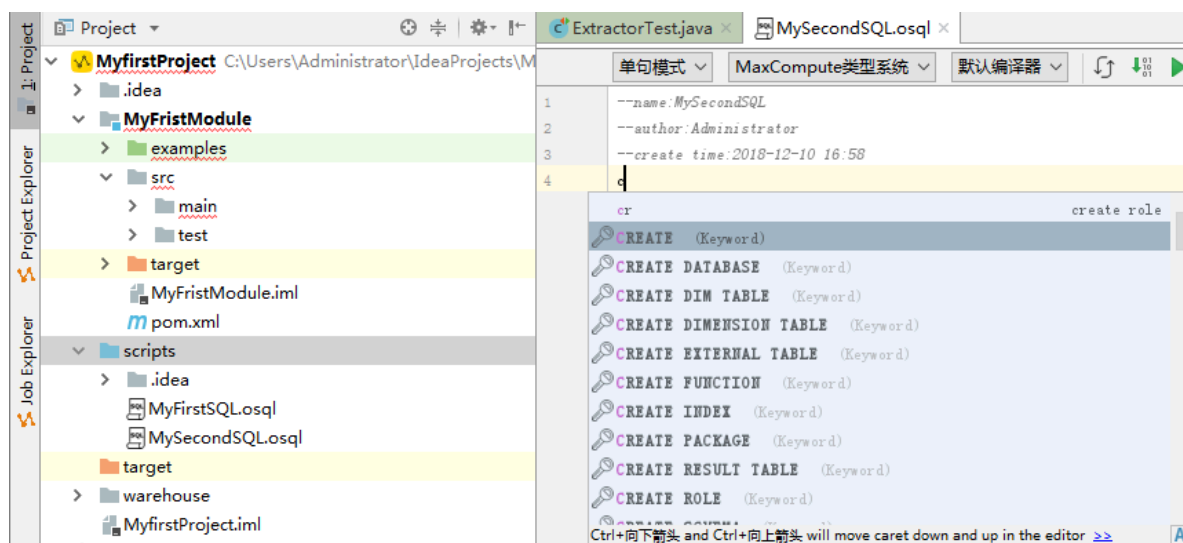 1: Project
Project Explorer
Job Explorer
Project
MyfirstProject C:\Users\Administrator\IdeaProjects\M
.idea
MyFristModule
examples
src
main
test
target
MyFristModule.iml
pom.xml
scripts
.idea
MyFirstSQL.osql
MySecondSQL.osql
target
warehouse
MyfirstProject.iml
ExtractorTest.java
MySecondSQL.osql
单句模式 MaxCompute类型系统 默认编译器
1 --name:MySecondSQL
2 --author:Administrator
3 --create time:2018-12-10 16:58
4 c
cr create role
CREATE (Keyword)
CREATE DATABASE (Keyword)
CREATE DIM TABLE (Keyword)
CREATE DIMENSION TABLE (Keyword)
CREATE EXTERNAL TABLE (Keyword)
CREATE FUNCTION (Keyword)
CREATE INDEX (Keyword)
CREATE PACKAGE (Keyword)
CREATE RESULT TABLE (Keyword)
CREATE ROLE (Keyword)
Ctrl+向下箭头 and Ctrl+向上箭头 will move caret down and up in the editor >>